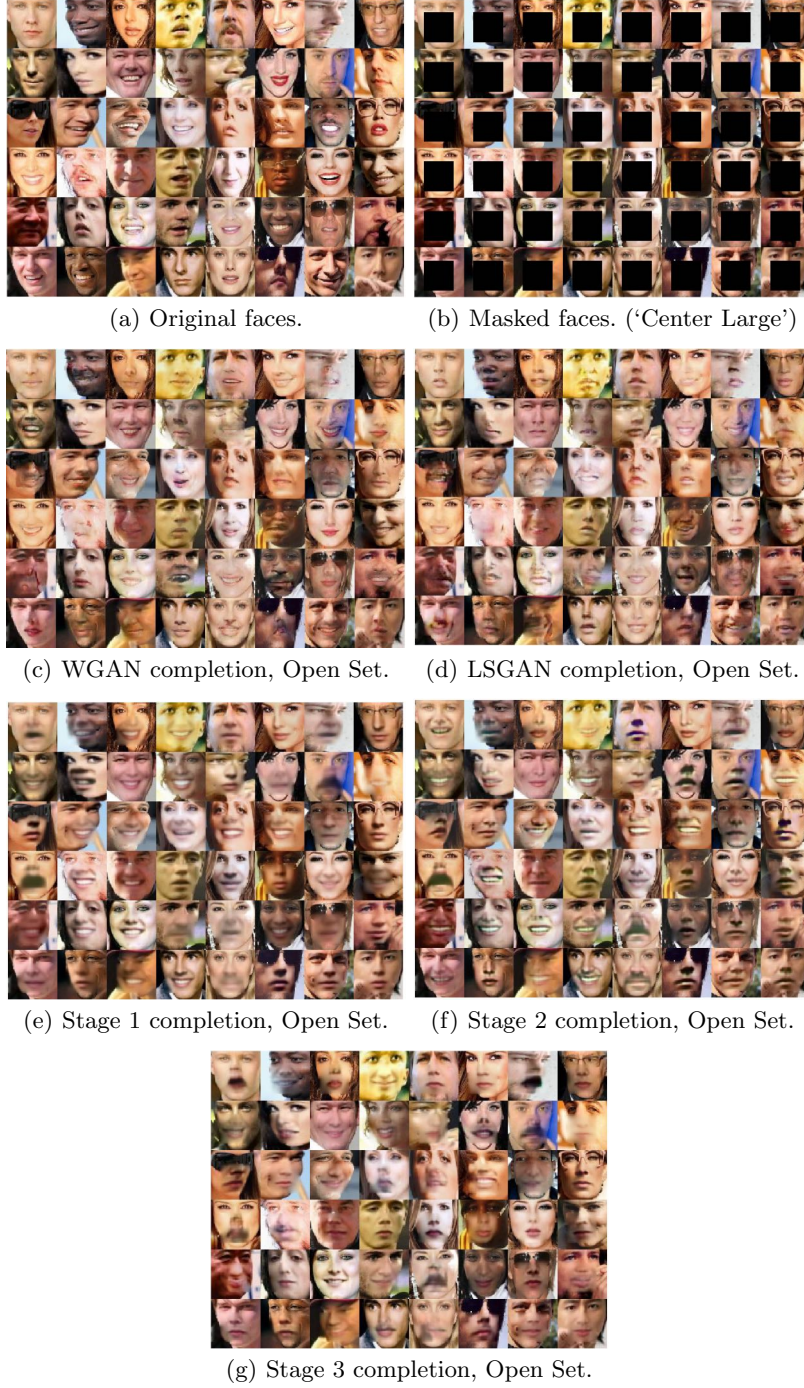 (a) Original faces.
(b) Masked faces. (‘Center Large’)
(c) WGAN completion, Open Set.
(d) LSGAN completion, Open Set.
(e) Stage 1 completion, Open Set.
(f) Stage 2 completion, Open Set.
(g) Stage 3 completion, Open Set.